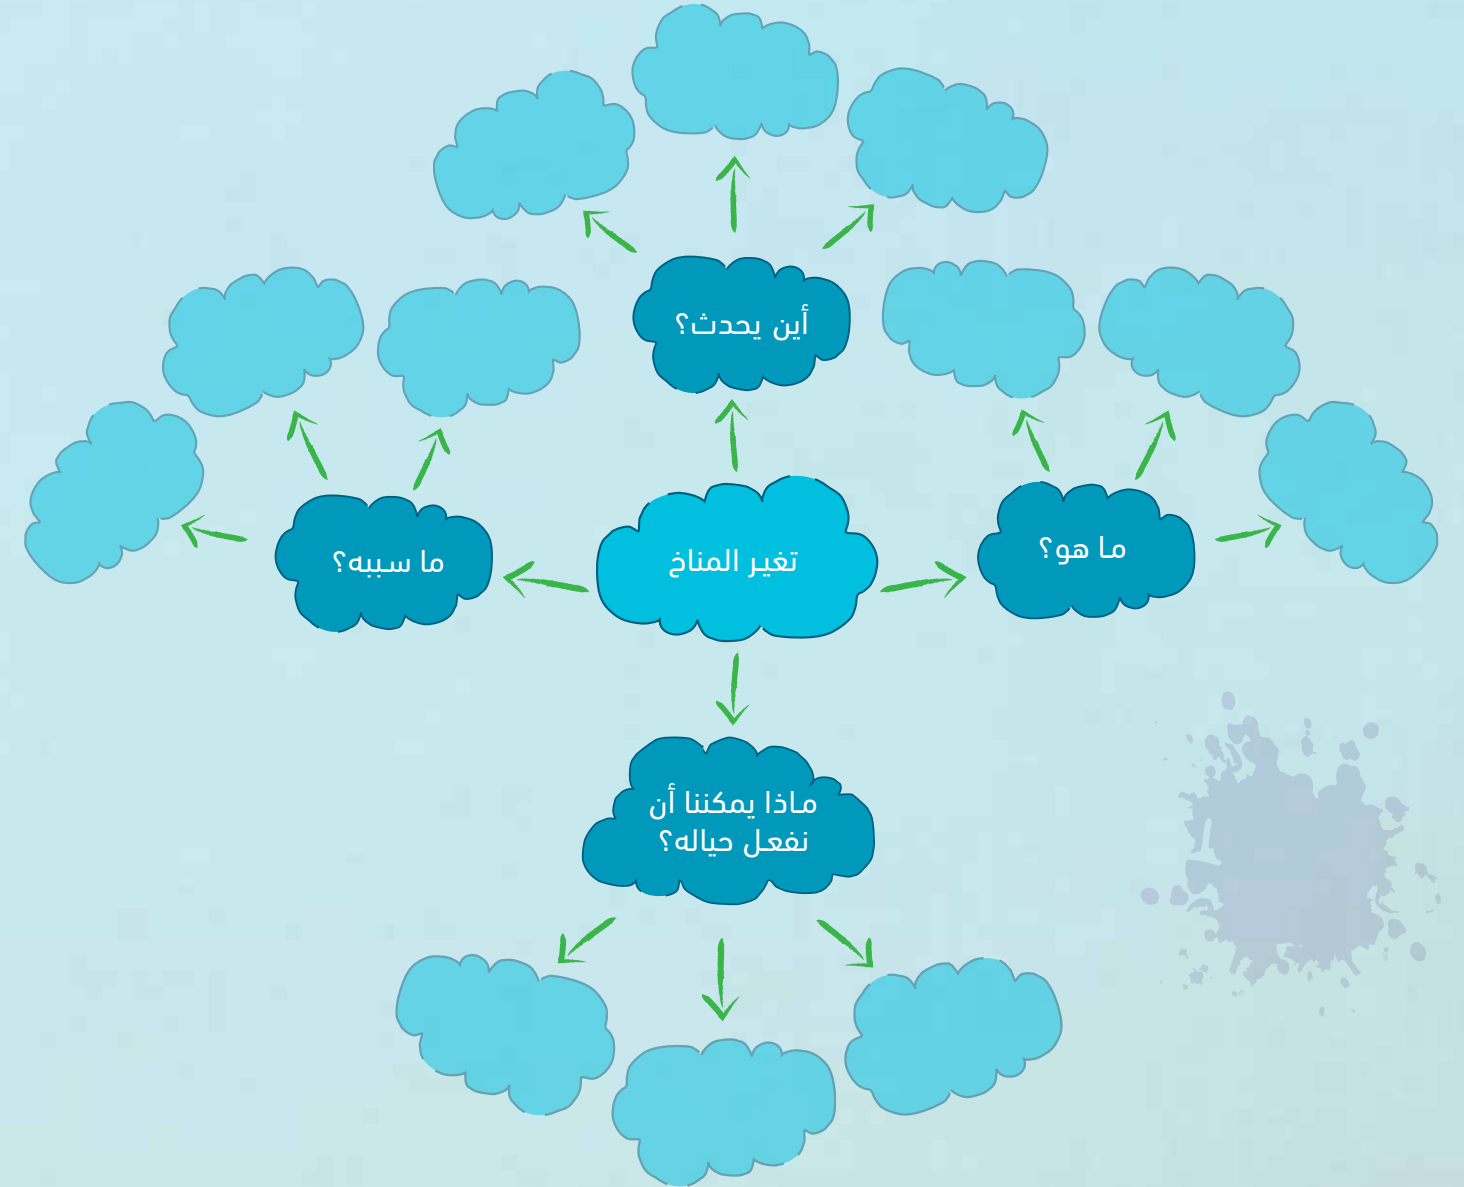 أين يحدث؟
ما هو؟
تغير المناخ
ما سببه؟
ماذا يمكننا أن
نفعل حياله؟